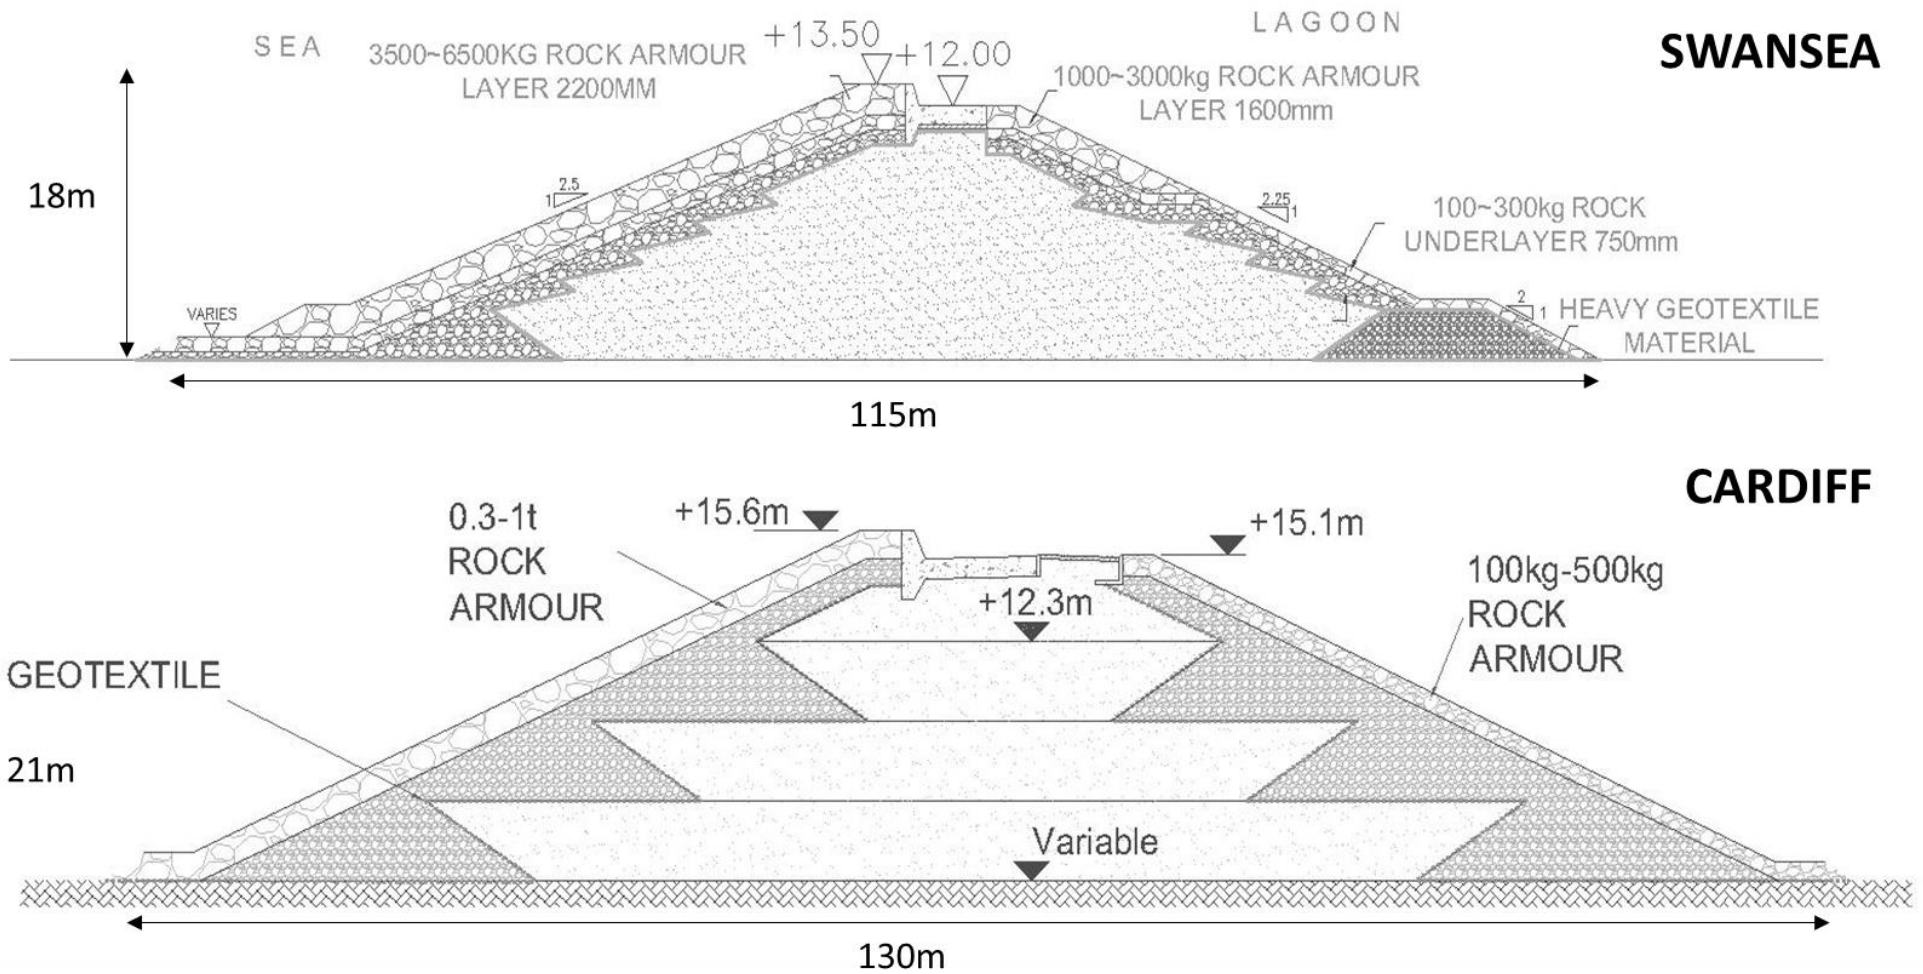 SWANSEA
SEA
LAGOON
3500~6500KG ROCK ARMOUR
LAYER 2200MM
+13.50
+12.00
1000~3000kg ROCK ARMOUR
LAYER 1600mm
18m
2.5
1
2.25
1
100~300kg ROCK
UNDERLAYER 750mm
VARIES
2
1
HEAVY GEOTEXTILE
MATERIAL
115m
CARDIFF
0.3-1t
ROCK
ARMOUR
+15.6m
+15.1m
100kg-500kg
ROCK
ARMOUR
+12.3m
GEOTEXTILE
21m
Variable
130m